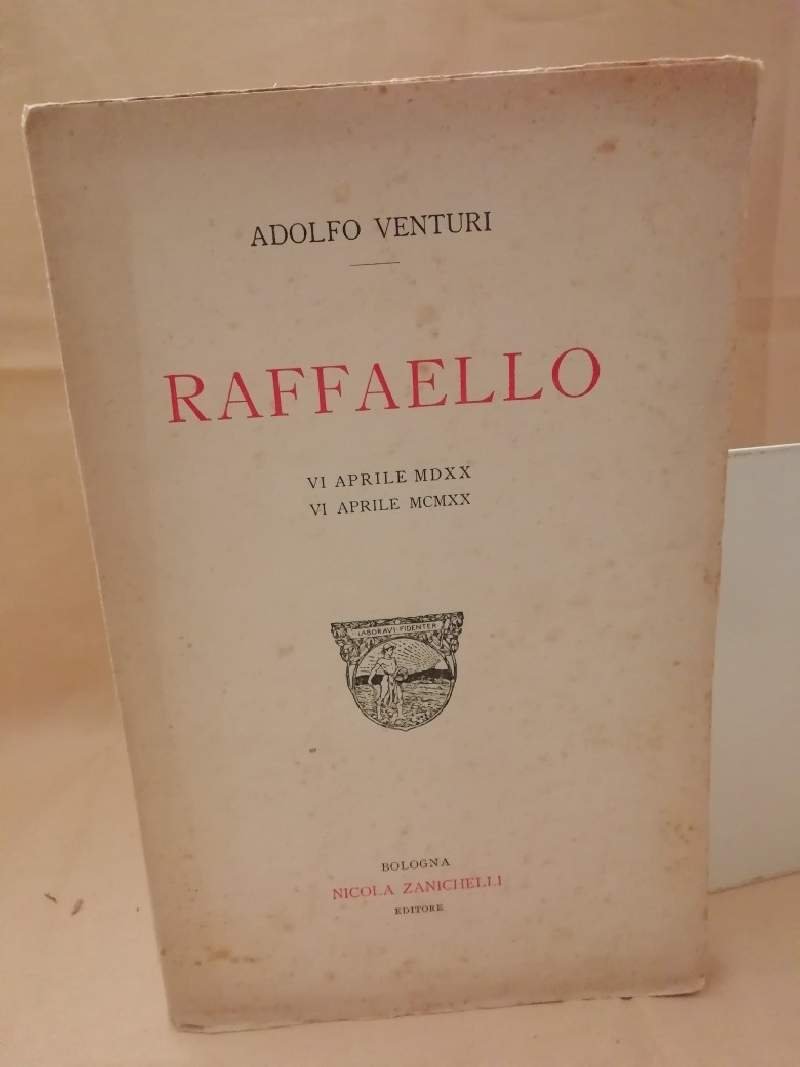 ADOLFO VENTURI
RAFFAELLO
VI APRILE MDXX
VI APRILE MCMXX
LABORAVI FIDENTER
BOLOGNA
NICOLA ZANICHELLI
EDITORE